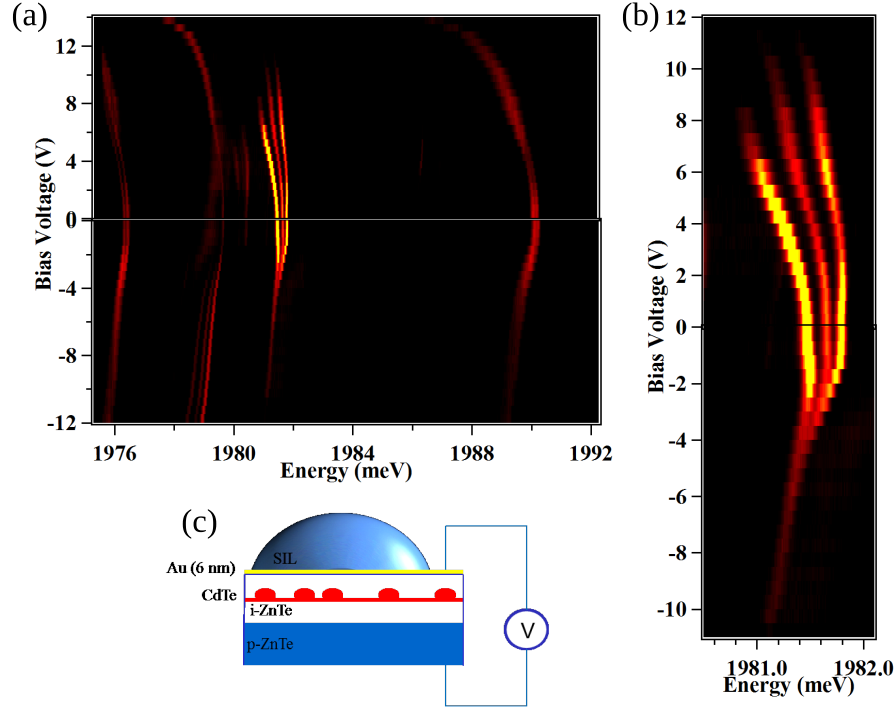 (a)
12
8
4
0
-4
-8
-12
Bias Voltage (V)
1976 1980 1984 1988 1992
Energy (meV)
(b)
12
10
8
6
4
2
0
-2
-4
-6
-8
-10
Bias Voltage (V)
1981.0 1982.0
Energy (meV)
(c)
SIL
Au (6 nm)
CdTe
i-ZnTe
p-ZnTe
V